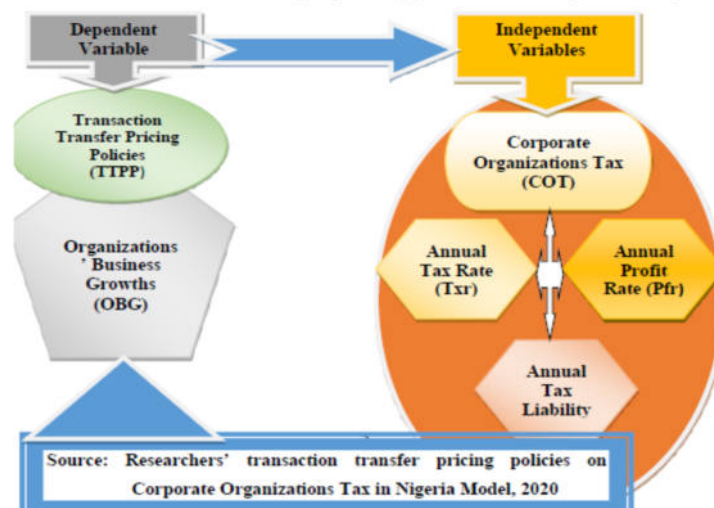 Dependent
Variable
Independent
Variables
Transaction
Transfer Pricing
Policies
(TTPP)
Organizations
' Business
Growths
(OBG)
Corporate
Organizations Tax
(COT)
Annual
Tax Rate
(Txr)
Annual
Profit
Rate (Pfr)
Annual
Tax
Liability
Source: Researchers' transaction transfer pricing policies on
Corporate Organizations Tax in Nigeria Model, 2020